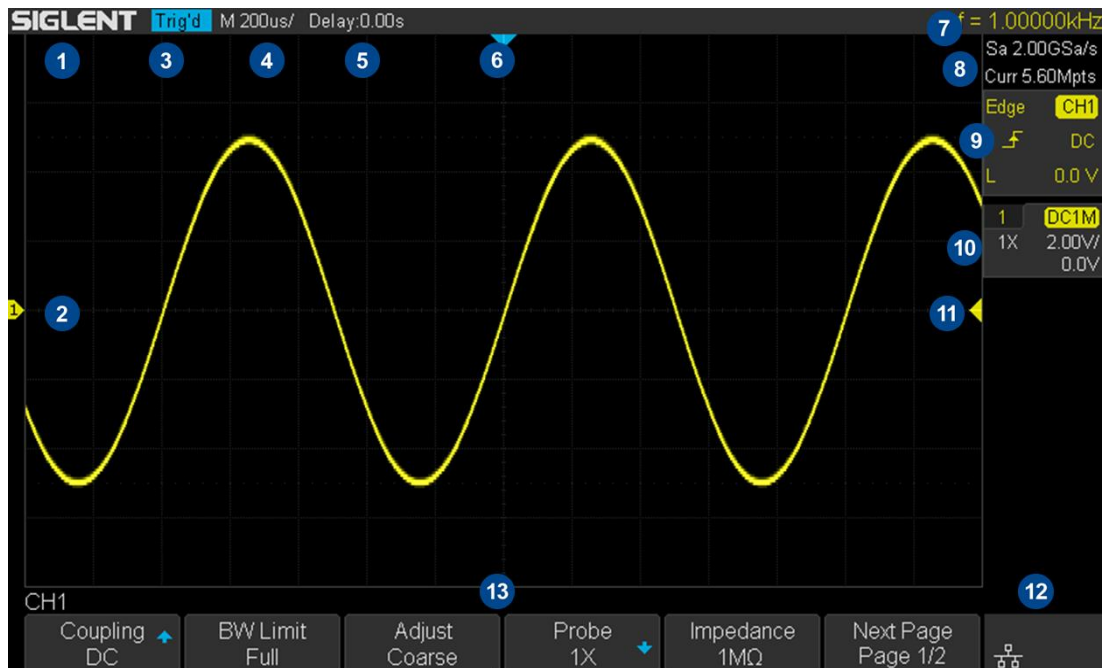 SIGLENT Trig'd M 200us/ Delay:0.00s
f = 1.00000kHz
7
1 3 4 5 6
Sa 2.00GSa/s
8
Curr 5.60Mpts
Edge CH1
9 DC
L 0.0 V
1 DC1M
1X 2.00V/
10
0.0V
1 2 11
13 12
CH1
Coupling BW Limit Adjust Probe Impedance Next Page
DC Full Coarse 1X 1MΩ Page 1/2